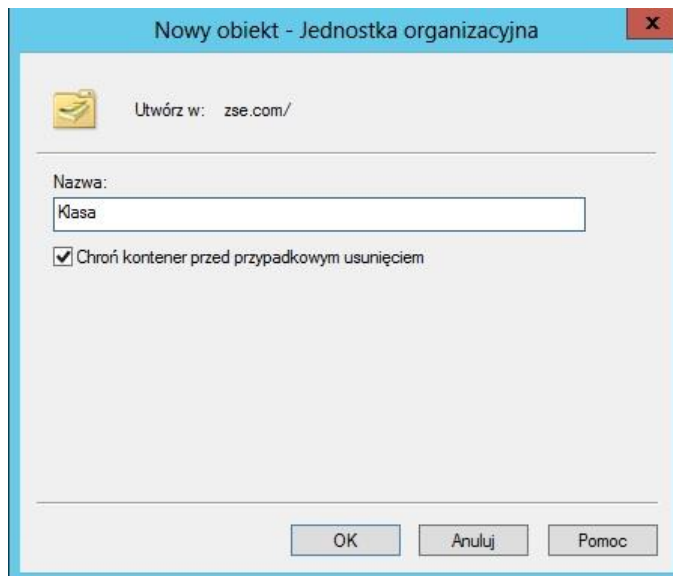 Nowy obiekt - Jednostka organizacyjna
x
Utwórz w: zse.com/
Nazwa:
Klasa
Chroń kontener przed przypadkowym usunięciem
OK Anuluj Pomoc